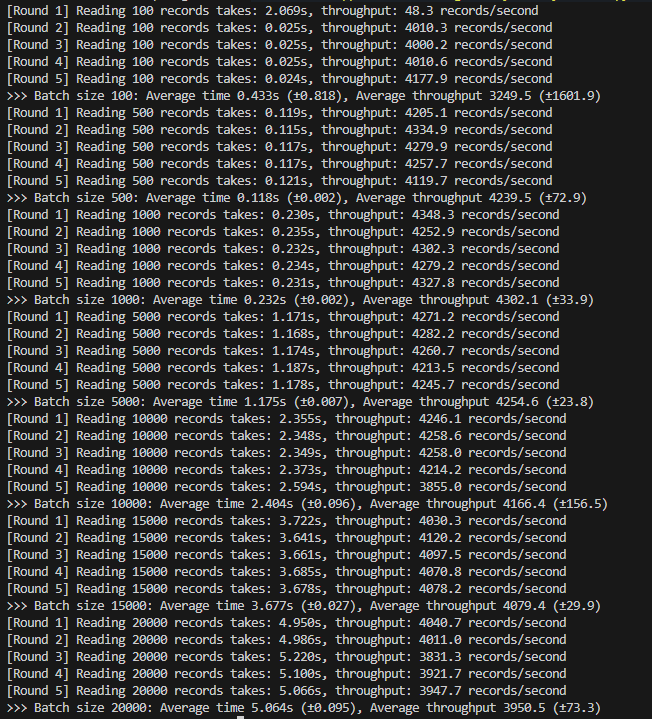 [Round 1] Reading 100 records takes: 2.069s, throughput: 48.3 records/second
[Round 2] Reading 100 records takes: 0.025s, throughput: 4010.3 records/second
[Round 3] Reading 100 records takes: 0.025s, throughput: 4000.2 records/second
[Round 4] Reading 100 records takes: 0.025s, throughput: 4010.6 records/second
[Round 5] Reading 100 records takes: 0.024s, throughput: 4177.9 records/second
>>> Batch size 100: Average time 0.433s (±0.818), Average throughput 3249.5 (±1601.9)
[Round 1] Reading 500 records takes: 0.119s, throughput: 4205.1 records/second
[Round 2] Reading 500 records takes: 0.115s, throughput: 4334.9 records/second
[Round 3] Reading 500 records takes: 0.117s, throughput: 4279.9 records/second
[Round 4] Reading 500 records takes: 0.117s, throughput: 4257.7 records/second
[Round 5] Reading 500 records takes: 0.121s, throughput: 4119.7 records/second
>>> Batch size 500: Average time 0.118s (±0.002), Average throughput 4239.5 (±72.9)
[Round 1] Reading 1000 records takes: 0.230s, throughput: 4348.3 records/second
[Round 2] Reading 1000 records takes: 0.235s, throughput: 4252.9 records/second
[Round 3] Reading 1000 records takes: 0.232s, throughput: 4302.3 records/second
[Round 4] Reading 1000 records takes: 0.234s, throughput: 4279.2 records/second
[Round 5] Reading 1000 records takes: 0.231s, throughput: 4327.8 records/second
>>> Batch size 1000: Average time 0.232s (±0.002), Average throughput 4302.1 (±33.9)
[Round 1] Reading 5000 records takes: 1.171s, throughput: 4271.2 records/second
[Round 2] Reading 5000 records takes: 1.168s, throughput: 4282.2 records/second
[Round 3] Reading 5000 records takes: 1.174s, throughput: 4260.7 records/second
[Round 4] Reading 5000 records takes: 1.187s, throughput: 4213.5 records/second
[Round 5] Reading 5000 records takes: 1.178s, throughput: 4245.7 records/second
>>> Batch size 5000: Average time 1.175s (±0.007), Average throughput 4254.6 (±23.8)
[Round 1] Reading 10000 records takes: 2.355s, throughput: 4246.1 records/second
[Round 2] Reading 10000 records takes: 2.348s, throughput: 4258.6 records/second
[Round 3] Reading 10000 records takes: 2.349s, throughput: 4258.0 records/second
[Round 4] Reading 10000 records takes: 2.373s, throughput: 4214.2 records/second
[Round 5] Reading 10000 records takes: 2.594s, throughput: 3855.0 records/second
>>> Batch size 10000: Average time 2.404s (±0.096), Average throughput 4166.4 (±156.5)
[Round 1] Reading 15000 records takes: 3.722s, throughput: 4030.3 records/second
[Round 2] Reading 15000 records takes: 3.641s, throughput: 4120.2 records/second
[Round 3] Reading 15000 records takes: 3.661s, throughput: 4097.5 records/second
[Round 4] Reading 15000 records takes: 3.685s, throughput: 4070.8 records/second
[Round 5] Reading 15000 records takes: 3.678s, throughput: 4078.2 records/second
>>> Batch size 15000: Average time 3.677s (±0.027), Average throughput 4079.4 (±29.9)
[Round 1] Reading 20000 records takes: 4.950s, throughput: 4040.7 records/second
[Round 2] Reading 20000 records takes: 4.986s, throughput: 4011.0 records/second
[Round 3] Reading 20000 records takes: 5.220s, throughput: 3831.3 records/second
[Round 4] Reading 20000 records takes: 5.100s, throughput: 3921.7 records/second
[Round 5] Reading 20000 records takes: 5.066s, throughput: 3947.7 records/second
>>> Batch size 20000: Average time 5.064s (±0.095), Average throughput 3950.5 (±73.3)